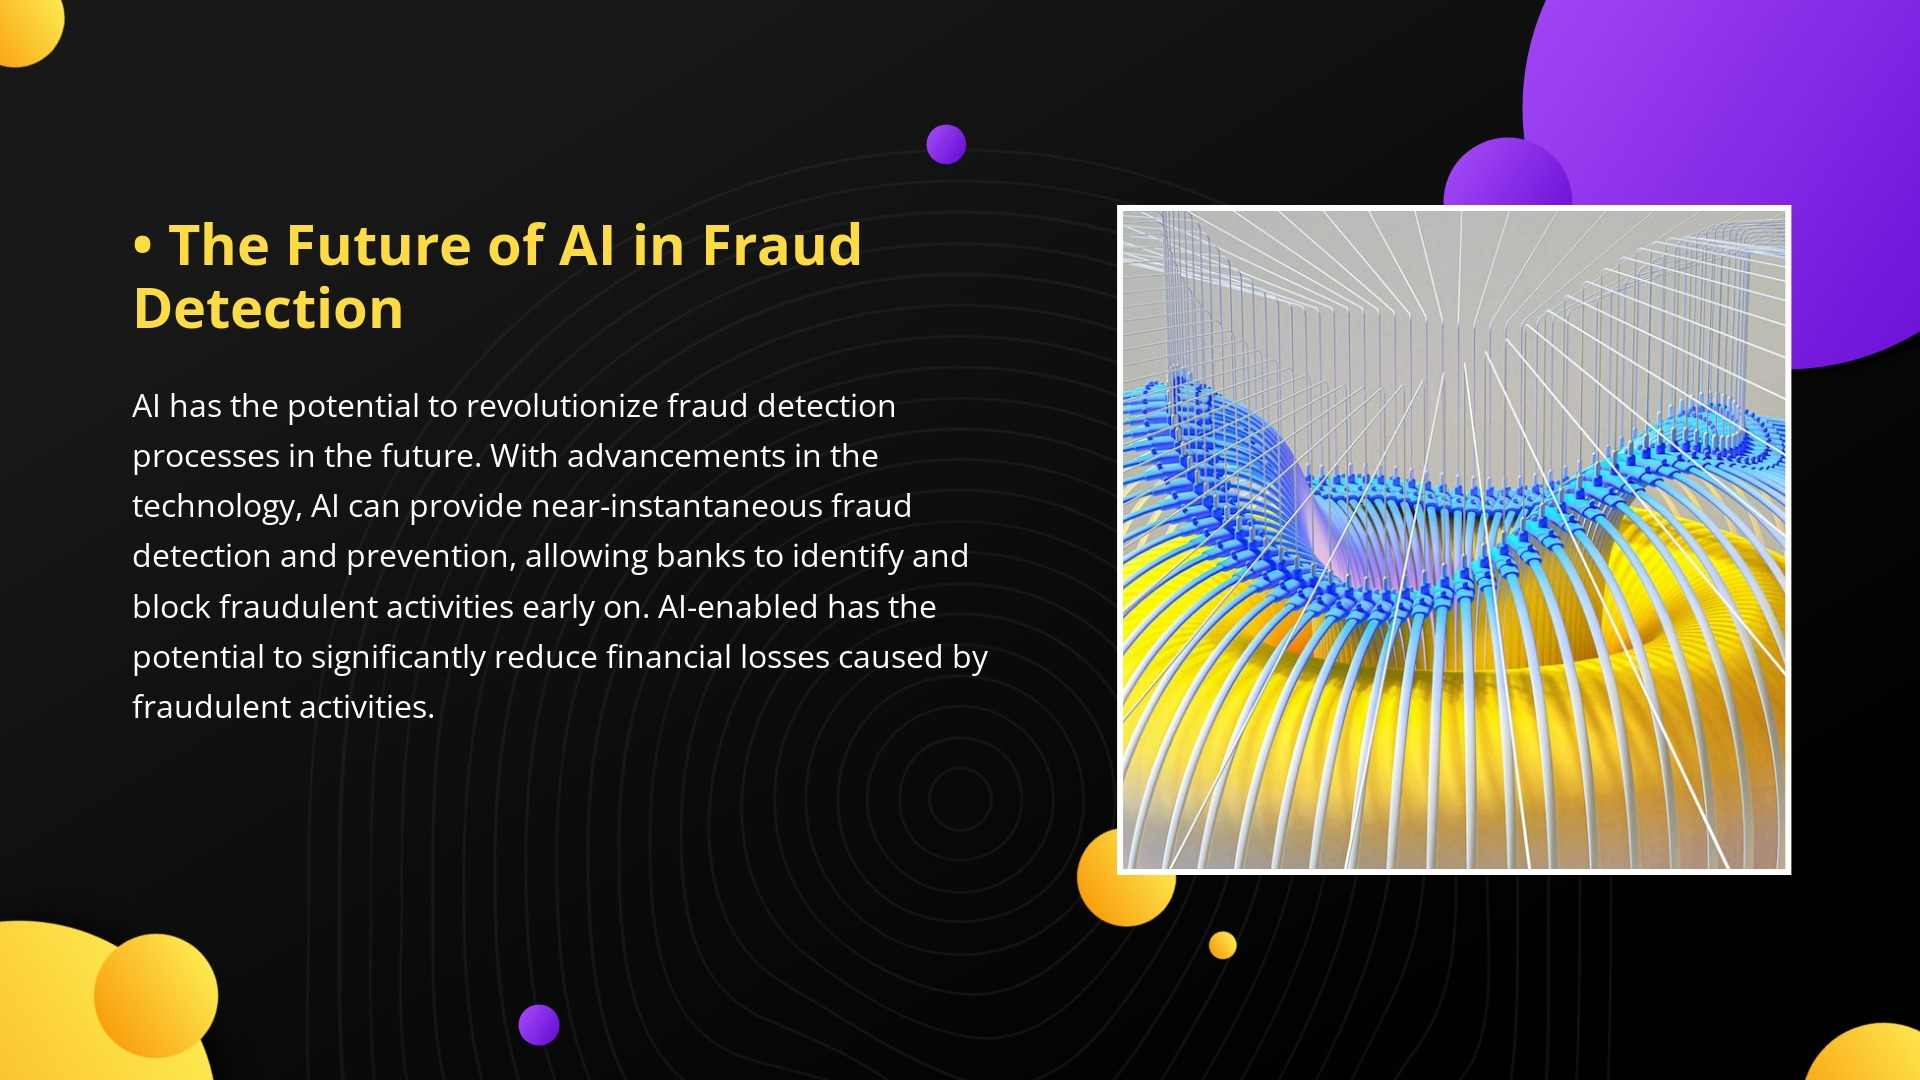 • The Future of AI in Fraud
Detection
AI has the potential to revolutionize fraud detection
processes in the future. With advancements in the
technology, AI can provide near-instantaneous fraud
detection and prevention, allowing banks to identify and
block fraudulent activities early on. AI-enabled has the
potential to significantly reduce financial losses caused by
fraudulent activities.